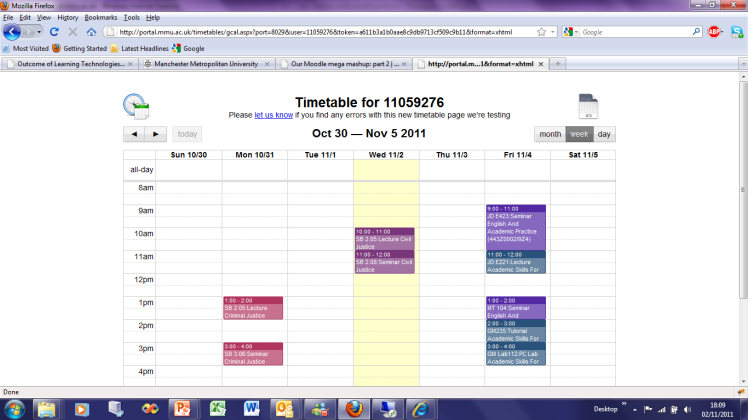 Mozilla Firefox
File Edit View History Bookmarks Tools Help
http://portal.mmu.ac.uk/timetables/gcal.aspx?port=8029&user=11059276&token=a611b3a1b0aae8c9db9713cf509c9b11&format=xhtml
Google
Most Visited Getting Started Latest Headlines Google
Outcome of Learning Technologies... Manchester Metropolitan University Our Moodle mega mashup: part 2 | ... http://portal.mm...1&format=xhtml
Timetable for 11059276
Please let us know if you find any errors with this new timetable page we're testing
today
Oct 30 — Nov 5 2011
month week day
Sun 10/30 Mon 10/31 Tue 11/1 Wed 11/2 Thu 11/3 Fri 11/4 Sat 11/5
all-day
8am
9am
9:00 - 11:00
JD E423:Seminar
English And
Academic Practice
(443Z0002/9Z4)
10am
10:00 - 11:00
SB 2.05:Lecture Civil
Justice
11am
11:00 - 12:00
SB 2.08:Seminar Civil
Justice
11:00 - 12:00
JD E221:Lecture
Academic Skills For
12pm
1pm
1:00 - 2:00
SB 2.05:Lecture
Criminal Justice
1:00 - 2:00
MT 104:Seminar
English And
2pm
2:00 - 3:00
GM235:Tutorial
Academic Skills For
3pm
3:00 - 4:00
SB 3.06:Seminar
Criminal Justice
3:00 - 4:00
GM Lab112:PC Lab
Academic Skills For
4pm
Done
Desktop
18:09
02/11/2011